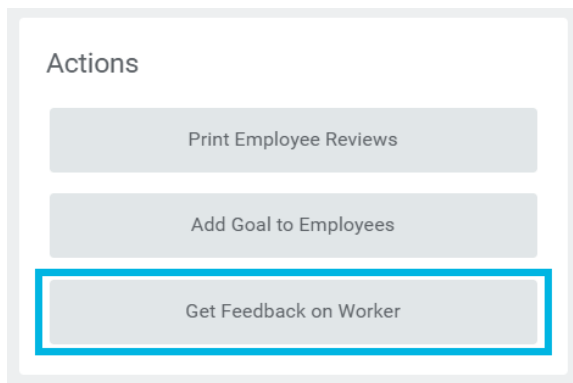 Actions
Print Employee Reviews
Add Goal to Employees
Get Feedback on Worker